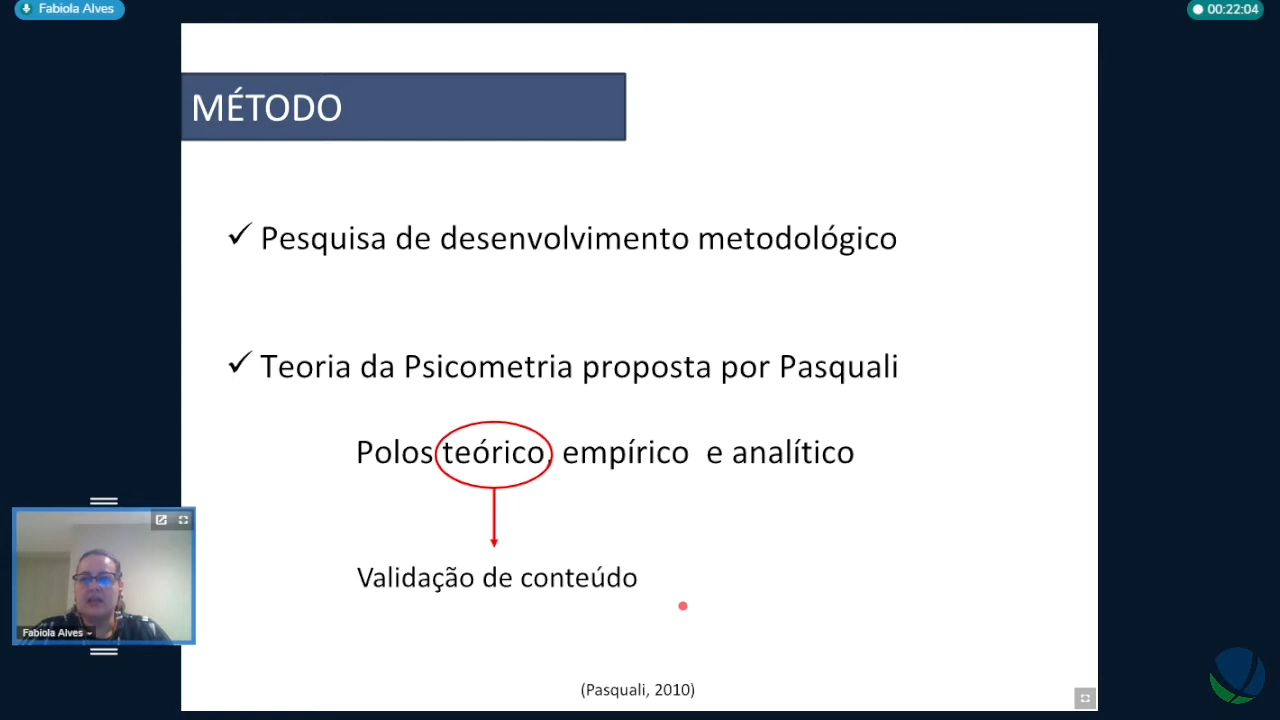 Fabiola Alves
00:22:04
MÉTODO
✓ Pesquisa de desenvolvimento metodológico
✓ Teoria da Psicometria proposta por Pasquali
Polos teórico, empírico e analítico
Validação de conteúdo
Fabiola Alves
(Pasquali, 2010)